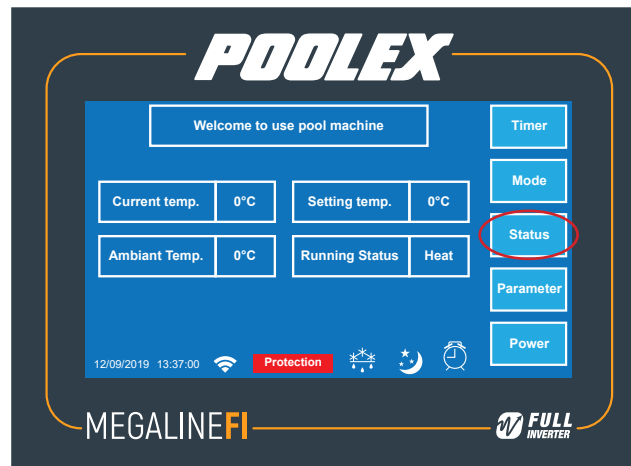 POOLEX
Welcome to use pool machine
Timer
Mode
Current temp. 0°C Setting temp. 0°C
Status
Ambiant Temp. 0°C Running Status Heat
Parameter
Power
12/09/2019 13:37:00 Protection
MEGALINEFI
FULL
INVERTER